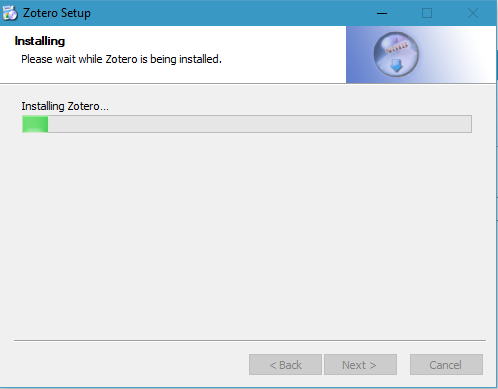 Zotero Setup
Installing
Please wait while Zotero is being installed.
Installing Zotero...
< Back
Next >
Cancel